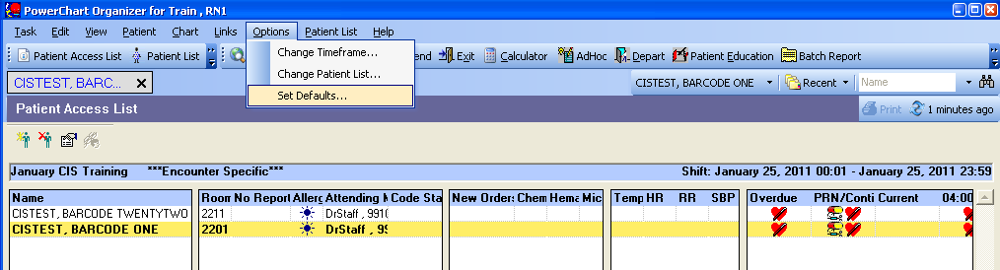 PowerChart Organizer for Train , RN1
Task Edit View Patient Chart Links Options Patient List Help
Patient Access List Patient List end Exit Calculator AdHoc Depart Patient Education Batch Report
Change Timeframe...
Change Patient List...
Set Defaults...
CISTEST, BARC... CISTEST, BARCODE ONE Recent Name
Patient Access List Print 1 minutes ago
January CIS Training ***Encounter Specific*** Shift: January 25, 2011 00:01 - January 25, 2011 23:59
Name Room No Report Allerg Attending M Code Sta New Orders Chem Hema Mic Temp HR RR SBP Overdue PRN/Conti Current 04:00
CISTEST, BARCODE TWENTYTWO 2211 DrStaff , 9910
CISTEST, BARCODE ONE 2201 DrStaff , 99